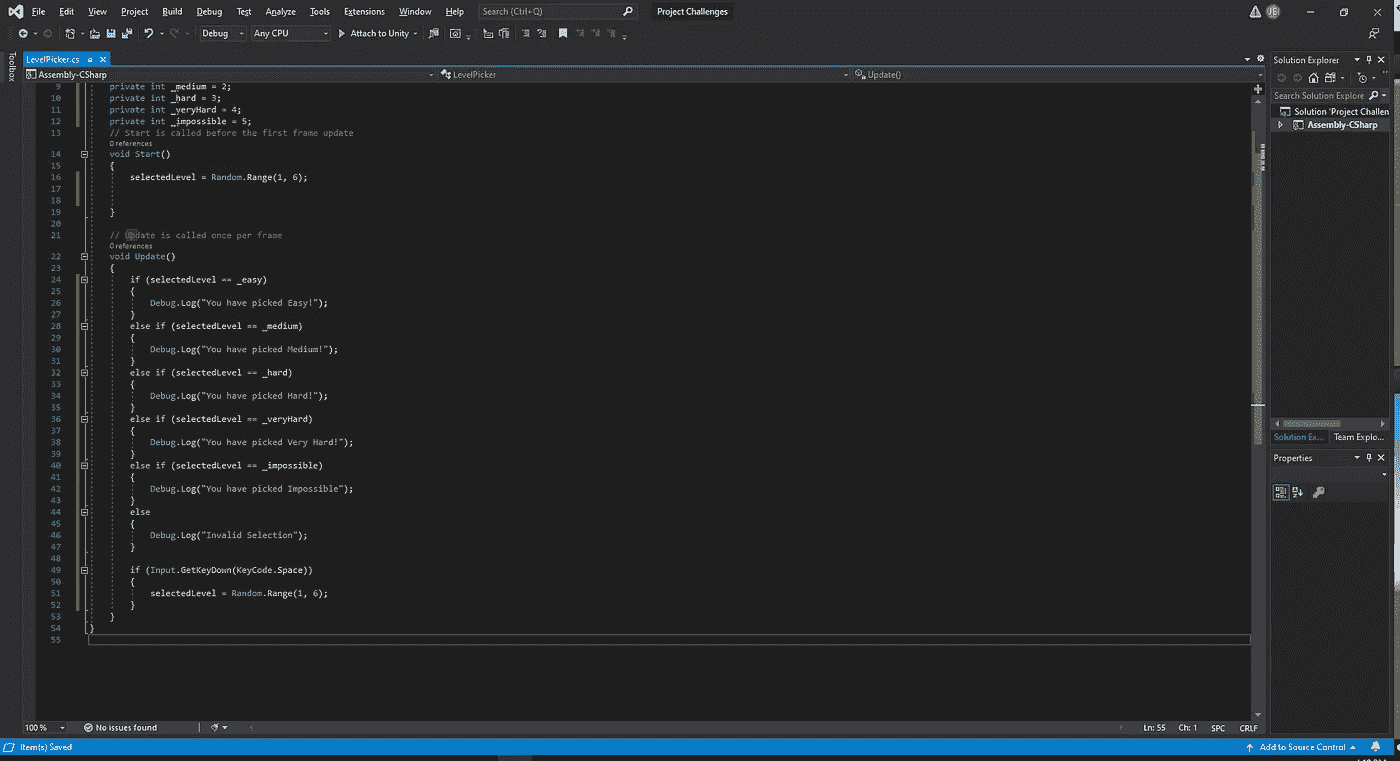 File Edit View Project Build Debug Test Analyze Tools Extensions Window Help Search (Ctrl+Q) Project Challenges JE
Debug Any CPU Attach to Unity
Toolbox
LevelPicker.cs
Assembly-CSharp LevelPicker Update()
9 private int _medium = 2;
10 private int _hard = 3;
11 private int _veryHard = 4;
12 private int _impossible = 5;
13 // Start is called before the first frame update
0 references
14 void Start()
15 {
16 selectedLevel = Random.Range(1, 6);
17
18
19 }
20
21 // Update is called once per frame
0 references
22 void Update()
23 {
24 if (selectedLevel == _easy)
25 {
26 Debug.Log("You have picked Easy!");
27 }
28 else if (selectedLevel == _medium)
29 {
30 Debug.Log("You have picked Medium!");
31 }
32 else if (selectedLevel == _hard)
33 {
34 Debug.Log("You have picked Hard!");
35 }
36 else if (selectedLevel == _veryHard)
37 {
38 Debug.Log("You have picked Very Hard!");
39 }
40 else if (selectedLevel == _impossible)
41 {
42 Debug.Log("You have picked Impossible");
43 }
44 else
45 {
46 Debug.Log("Invalid Selection");
47 }
48
49 if (Input.GetKeyDown(KeyCode.Space))
50 {
51 selectedLevel = Random.Range(1, 6);
52 }
53 }
54 }
55
100 % No issues found Ln: 55 Ch: 1 SPC CRLF
Solution Explorer
Search Solution Explore
Solution 'Project Challen
Assembly-CSharp
Solution Ex... Team Explo...
Properties
Item(s) Saved Add to Source Control